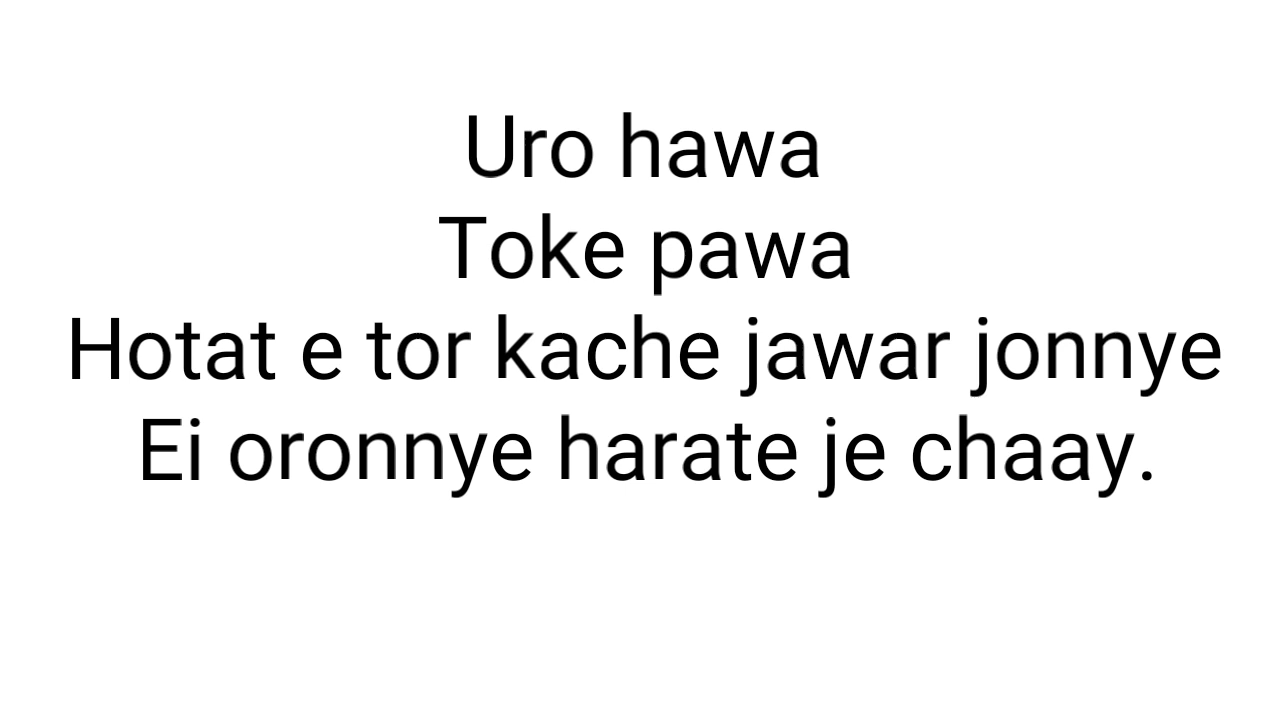 Uro hawa
Toke pawa
Hotat e tor kache jawar jonnye
Ei oronnye harate je chaay.